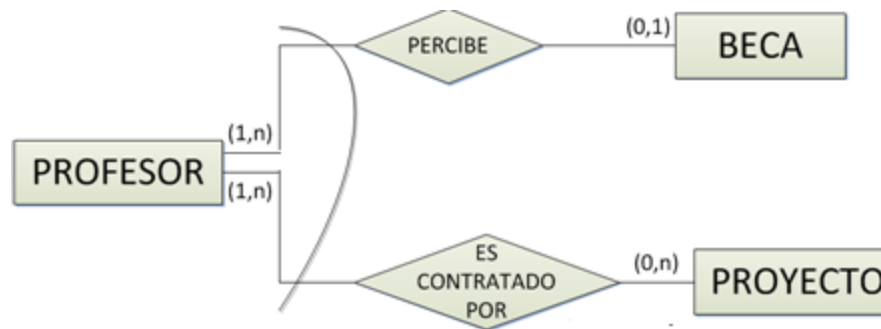 PERCIBE
(0,1)
BECA
(1,n)
PROFESOR
(1,n)
ES
CONTRATADO
POR
(0,n)
PROYECTO